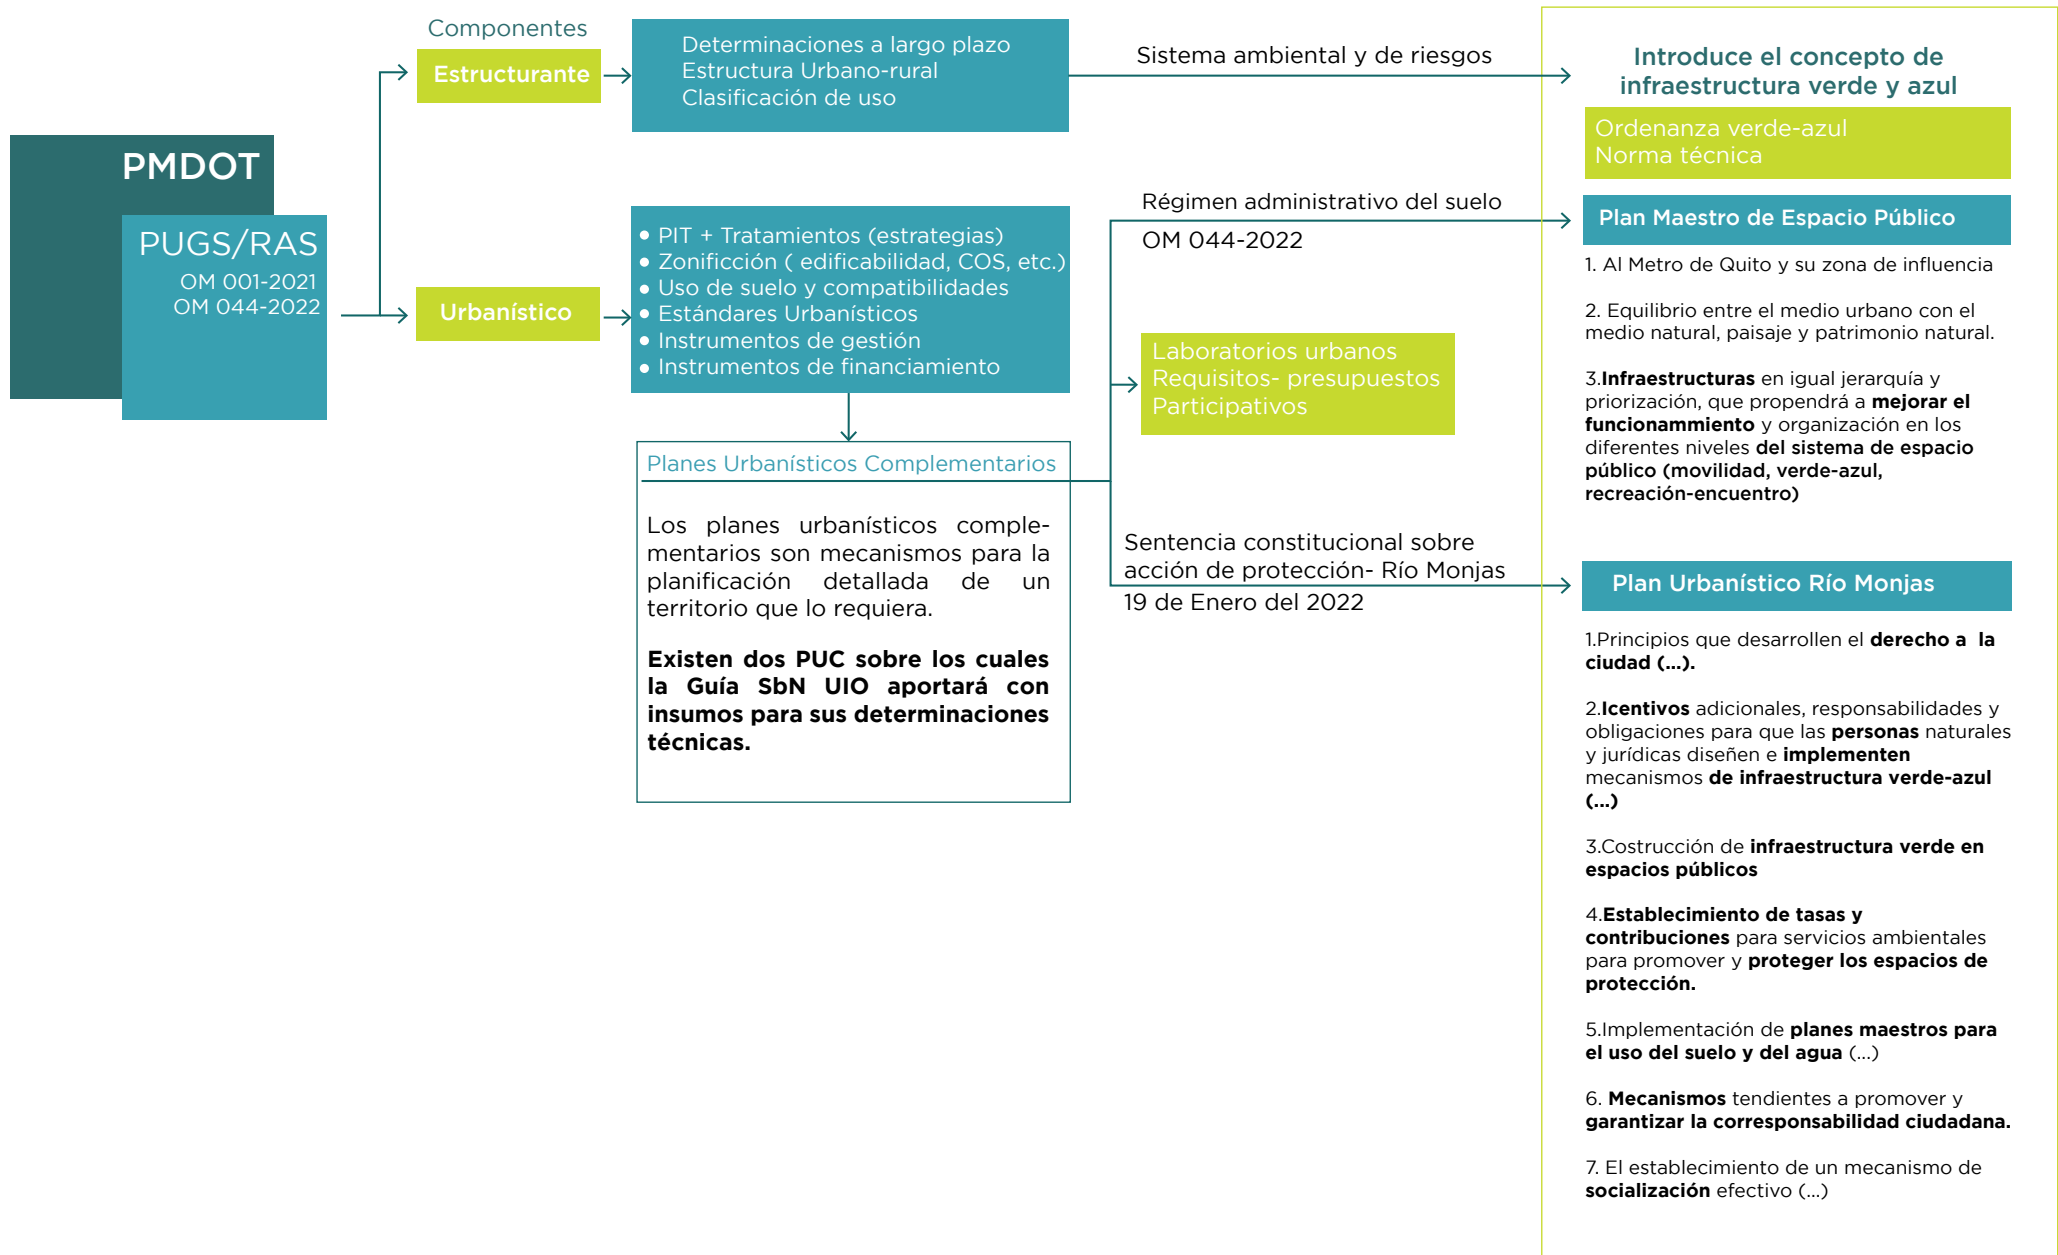 PMDOT
PUGS/RAS
OM 001-2021
OM 044-2022
Componentes
Estructurante
Determinaciones a largo plazo
Estructura Urbano-rural
Clasificación de uso
Sistema ambiental y de riesgos
Urbanístico
PIT + Tratamientos (estrategias)
Zonificción ( edificabilidad, COS, etc.)
Uso de suelo y compatibilidades
Estándares Urbanísticos
Instrumentos de gestión
Instrumentos de financiamiento
Planes Urbanísticos Complementarios
Los planes urbanísticos comple-
mentarios son mecanismos para la
planificación detallada de un
territorio que lo requiera.
Existen dos PUC sobre los cuales
la Guía SbN UIO aportará con
insumos para sus determinaciones
técnicas.
Régimen administrativo del suelo
OM 044-2022
Laboratorios urbanos
Requisitos- presupuestos
Participativos
Sentencia constitucional sobre
acción de protección- Río Monjas
19 de Enero del 2022
Introduce el concepto de
infraestructura verde y azul
Ordenanza verde-azul
Norma técnica
Plan Maestro de Espacio Público
1. Al Metro de Quito y su zona de influencia
2. Equilibrio entre el medio urbano con el
medio natural, paisaje y patrimonio natural.
3.Infraestructuras en igual jerarquía y
priorización, que propendrá a mejorar el
funcionammiento y organización en los
diferentes niveles del sistema de espacio
público (movilidad, verde-azul,
recreación-encuentro)
Plan Urbanístico Río Monjas
1.Principios que desarrollen el derecho a la
ciudad (...).
2.Icentivos adicionales, responsabilidades y
obligaciones para que las personas naturales
y jurídicas diseñen e implementen
mecanismos de infraestructura verde-azul
(...)
3.Costrucción de infraestructura verde en
espacios públicos
4.Establecimiento de tasas y
contribuciones para servicios ambientales
para promover y proteger los espacios de
protección.
5.Implementación de planes maestros para
el uso del suelo y del agua (...)
6. Mecanismos tendientes a promover y
garantizar la corresponsabilidad ciudadana.
7. El establecimiento de un mecanismo de
socialización efectivo (...)